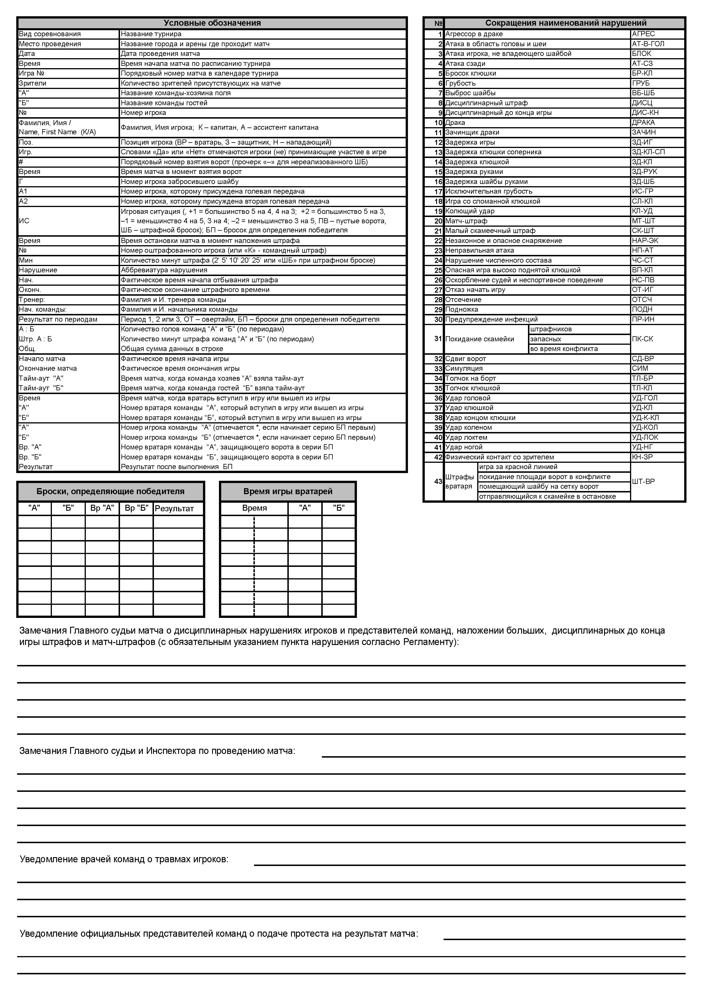 Условные обозначения
Вид соревнования Название турнира
Место проведения Название города и арены где проходит матч
Дата Дата проведения матча
Время Время начала матча по расписанию турнира
Игра № Порядковый номер матча в календаре турнира
Зрители Количество зрителей присутствующих на матче
"А" Название команды-хозяина поля
"Б" Название команды гостей
№ Номер игрока
Фамилия, Имя /
Name, First Name (К/А) Фамилия, Имя игрока; К – капитан, А – ассистент капитана
Поз. Позиция игрока (ВР – вратарь, З – защитник, Н – нападающий)
Игр. Словами «Да» или «Нет» отмечаются игроки (не) принимающие участие в игре
# Порядковый номер взятия ворот (прочерк «–» для нереализованного ШБ)
Время Время матча в момент взятия ворот
Г Номер игрока забросившего шайбу
А1 Номер игрока, которому присуждена голевая передача
А2 Номер игрока, которому присуждена вторая голевая передача
ИС Игровая ситуация (, +1 = большинство 5 на 4, 4 на 3; +2 = большинство 5 на 3,
–1 = меньшинство 4 на 5, 3 на 4; –2 = меньшинство 3 на 5, ПВ – пустые ворота,
ШБ – штрафной бросок); БП – бросок для определения победителя
Время Время остановки матча в момент наложения штрафа
№ Номер оштрафованного игрока (или «К» - командный штраф)
Мин Количество минут штрафа (2’ 5' 10' 20’ 25’ или «ШБ» при штрафном броске)
Нарушение Аббревиатура нарушения
Нач. Фактическое время начала отбывания штрафа
Оконч. Фактическое окончание штрафного времени
Тренер: Фамилия и И. тренера команды
Нач. команды: Фамилия и И. начальника команды
Результат по периодам Период 1, 2 или 3, ОТ – овертайм, БП – броски для определения победителя
А : Б Количество голов команд “А” и “Б” (по периодам)
Штр. А : Б Количество минут штрафа команд “А” и “Б” (по периодам)
Общ. Общая сумма данных в строке
Начало матча Фактическое время начала игры
Окончание матча Фактическое время окончания игры
Тайм-аут "А" Время матча, когда команда хозяев “А” взяла тайм-аут
Тайм-аут "Б" Время матча, когда команда гостей “Б” взяла тайм-аут
Время Время матча, когда вратарь вступил в игру или вышел из игры
"А" Номер вратаря команды “А”, который вступил в игру или вышел из игры
"Б" Номер вратаря команды “Б”, который вступил в игру или вышел из игры
"А" Номер игрока команды “А” (отмечается *, если начинает серию БП первым)
"Б" Номер игрока команды “Б” (отмечается *, если начинает серию БП первым)
Вр. "А" Номер вратаря команды “А”, защищающего ворота в серии БП
Вр. "Б" Номер вратаря команды “Б”, защищающего ворота в серии БП
Результат Результат после выполнения БП
№ Сокращения наименований нарушений
1 Агрессор в драке АГРЕС
2 Атака в область головы и шеи АТ-В-ГОЛ
3 Атака игрока, не владеющего шайбой БЛОК
4 Атака сзади АТ-СЗ
5 Бросок клюшки БР-КЛ
6 Грубость ГРУБ
7 Выброс шайбы ВБ-ШБ
8 Дисциплинарный штраф ДИСЦ
9 Дисциплинарный до конца игры ДИС-КН
10 Драка ДРАКА
11 Зачинщик драки ЗАЧИН
12 Задержка игры ЗД-ИГ
13 Задержка клюшки соперника ЗД-КЛ-СП
14 Задержка клюшкой ЗД-КЛ
15 Задержка руками ЗД-РУК
16 Задержка шайбы руками ЗД-ШБ
17 Исключительная грубость ИС-ГР
18 Игра со сломанной клюшкой СЛ-КЛ
19 Колющий удар КЛ-УД
20 Матч-штраф МТ-ШТ
21 Малый скамеечный штраф СК-ШТ
22 Незаконное и опасное снаряжение НАР-ЭК
23 Неправильная атака НП-АТ
24 Нарушение численного состава ЧС-СТ
25 Опасная игра высоко поднятой клюшкой ВП-КЛ
26 Оскорбление судей и неспортивное поведение НС-ПВ
27 Отказ начать игру ОТ-ИГ
28 Отсечение ОТСЧ
29 Подножка ПОДН
30 Предупреждение инфекций ПР-ИН
штрафников
31 Покидание скамейки запасных ПК-СК
во время конфликта
32 Сдвиг ворот СД-ВР
33 Симуляция СИМ
34 Толчок на борт ТЛ-БР
35 Толчок клюшкой ТЛ-КЛ
36 Удар головой УД-ГОЛ
37 Удар клюшкой УД-КЛ
38 Удар концом клюшки УД-К-КЛ
39 Удар коленом УД-КОЛ
40 Удар локтем УД-ЛОК
41 Удар ногой УД-НГ
42 Физический контакт со зрителем КН-ЗР
43 Штрафы вратаря ШТ-ВР
игра за красной линией
покидание площади ворот в конфликте
помещающий шайбу на сетку ворот
отправляющийся к скамейке в остановке
Броски, определяющие победителя
"А" "Б" Вр "А" Вр "Б" Результат
Время игры вратарей
Время "А" "Б"
Замечания Главного судьи матча о дисциплинарных нарушениях игроков и представителей команд, наложении больших, дисциплинарных до конца
игры штрафов и матч-штрафов (с обязательным указанием пункта нарушения согласно Регламенту):
Замечания Главного судьи и Инспектора по проведению матча:
Уведомление врачей команд о травмах игроков:
Уведомление официальных представителей команд о подаче протеста на результат матча: